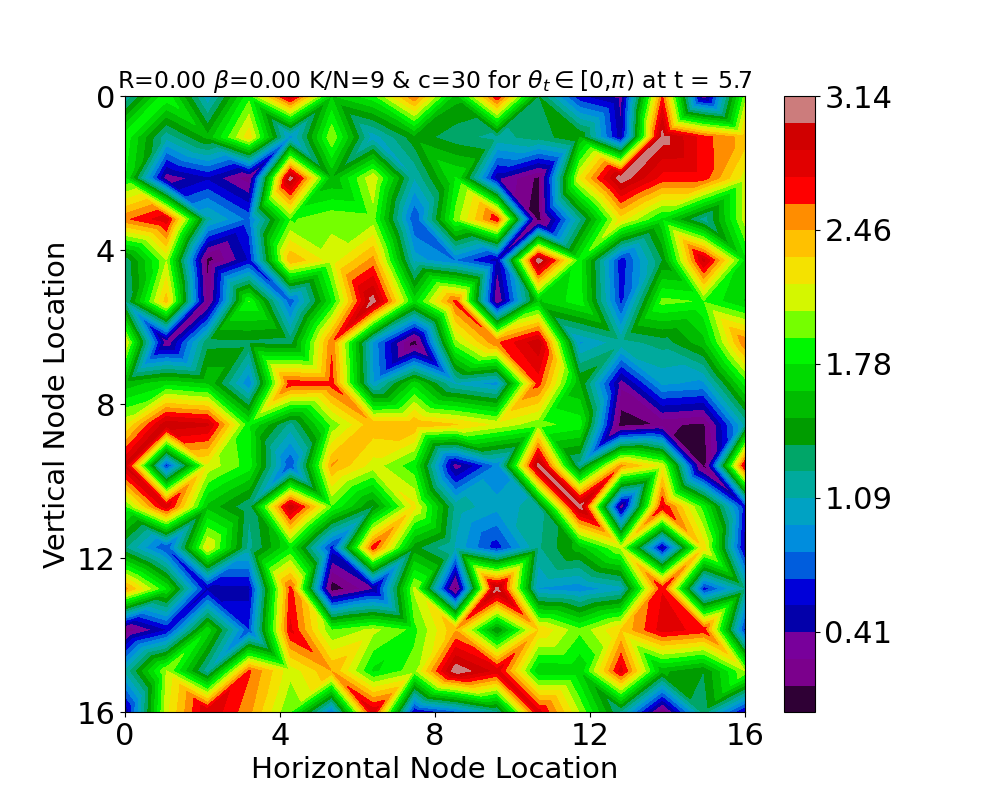 R=0.00 β=0.00 K/N=9 & c=30 for θ_t ∈ [0,π) at t = 5.7
0
4
8
12
16
Vertical Node Location
0 4 8 12 16
Horizontal Node Location
3.14
2.46
1.78
1.09
0.41